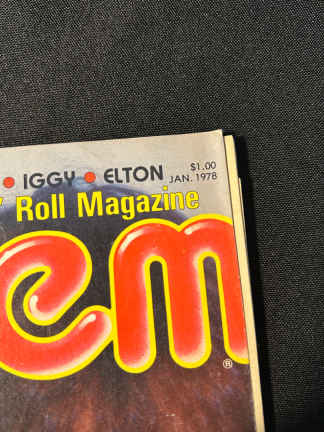 • IGGY • ELTON $1.00
JAN. 1978
' Roll Magazine
em®